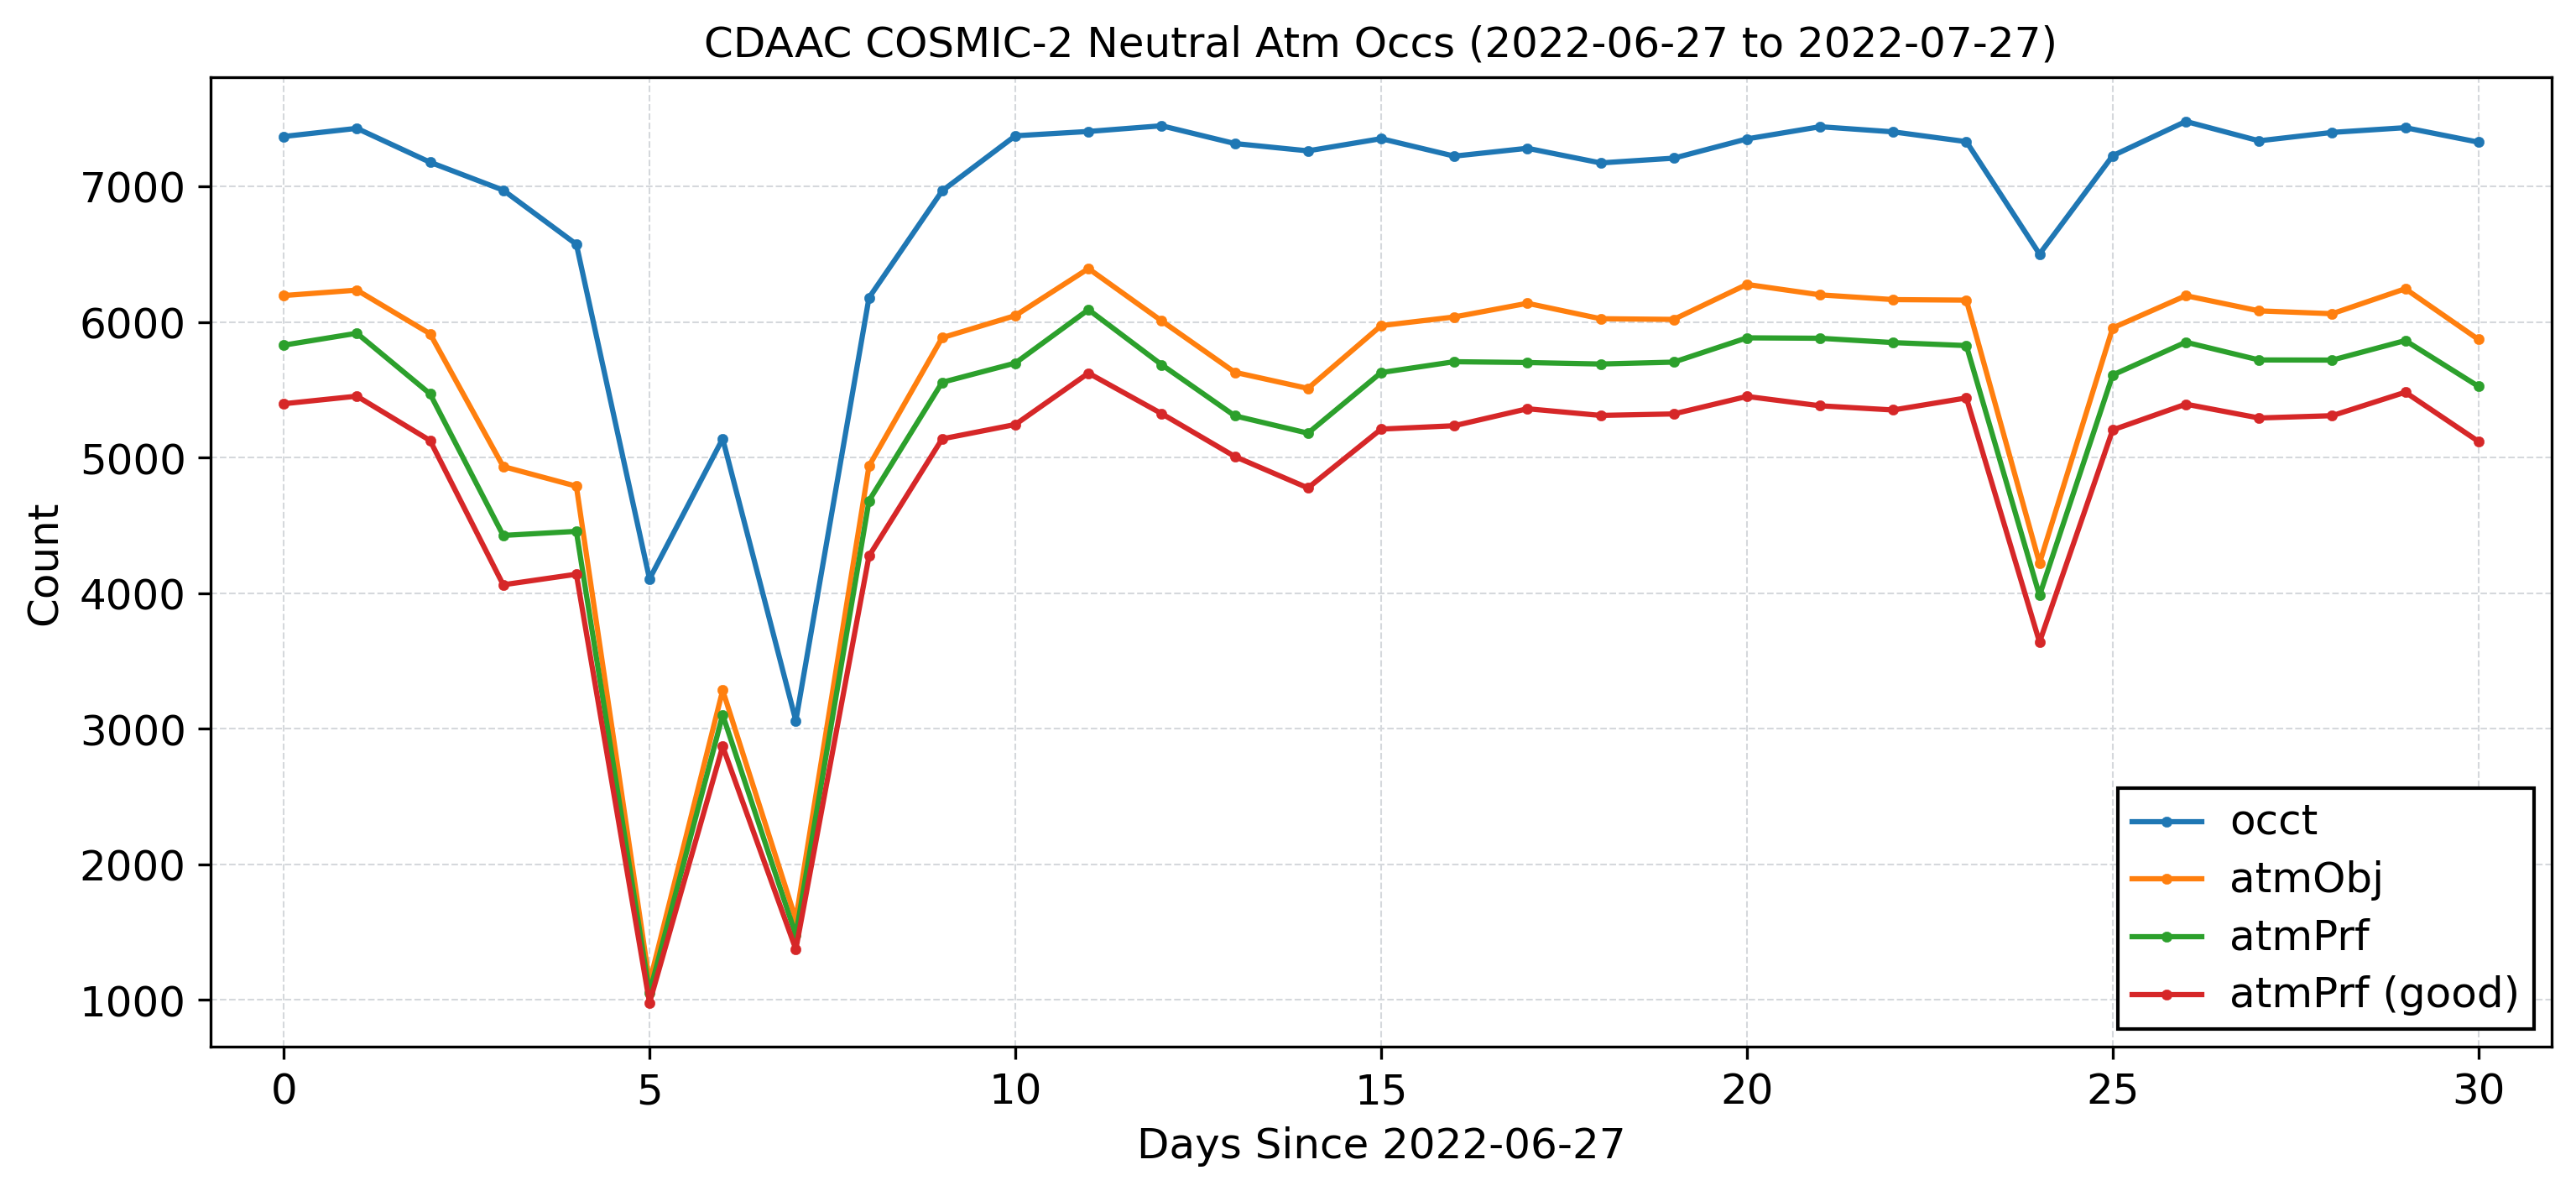 CDAAC COSMIC-2 Neutral Atm Occs (2022-06-27 to 2022-07-27)
Count
7000
6000
5000
4000
3000
2000
1000
occt
atmObj
atmPrf
atmPrf (good)
0 5 10 15 20 25 30
Days Since 2022-06-27